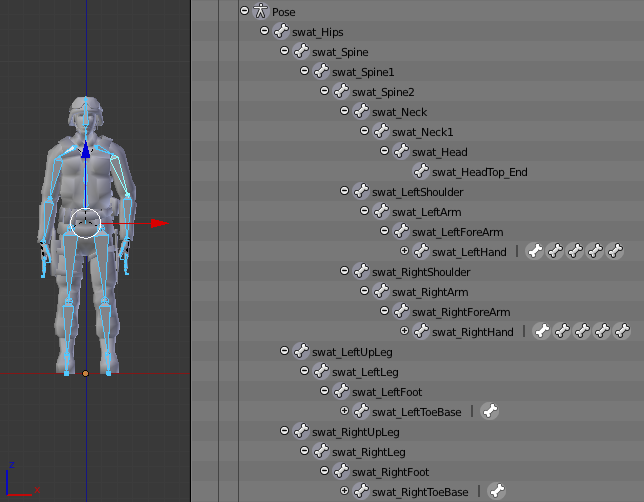 Pose
swat_Hips
swat_Spine
swat_Spine1
swat_Spine2
swat_Neck
swat_Neck1
swat_Head
swat_HeadTop_End
swat_LeftShoulder
swat_LeftArm
swat_LeftForeArm
swat_LeftHand
swat_RightShoulder
swat_RightArm
swat_RightForeArm
swat_RightHand
swat_LeftUpLeg
swat_LeftLeg
swat_LeftFoot
swat_LeftToeBase
swat_RightUpLeg
swat_RightLeg
swat_RightFoot
swat_RightToeBase
z
x